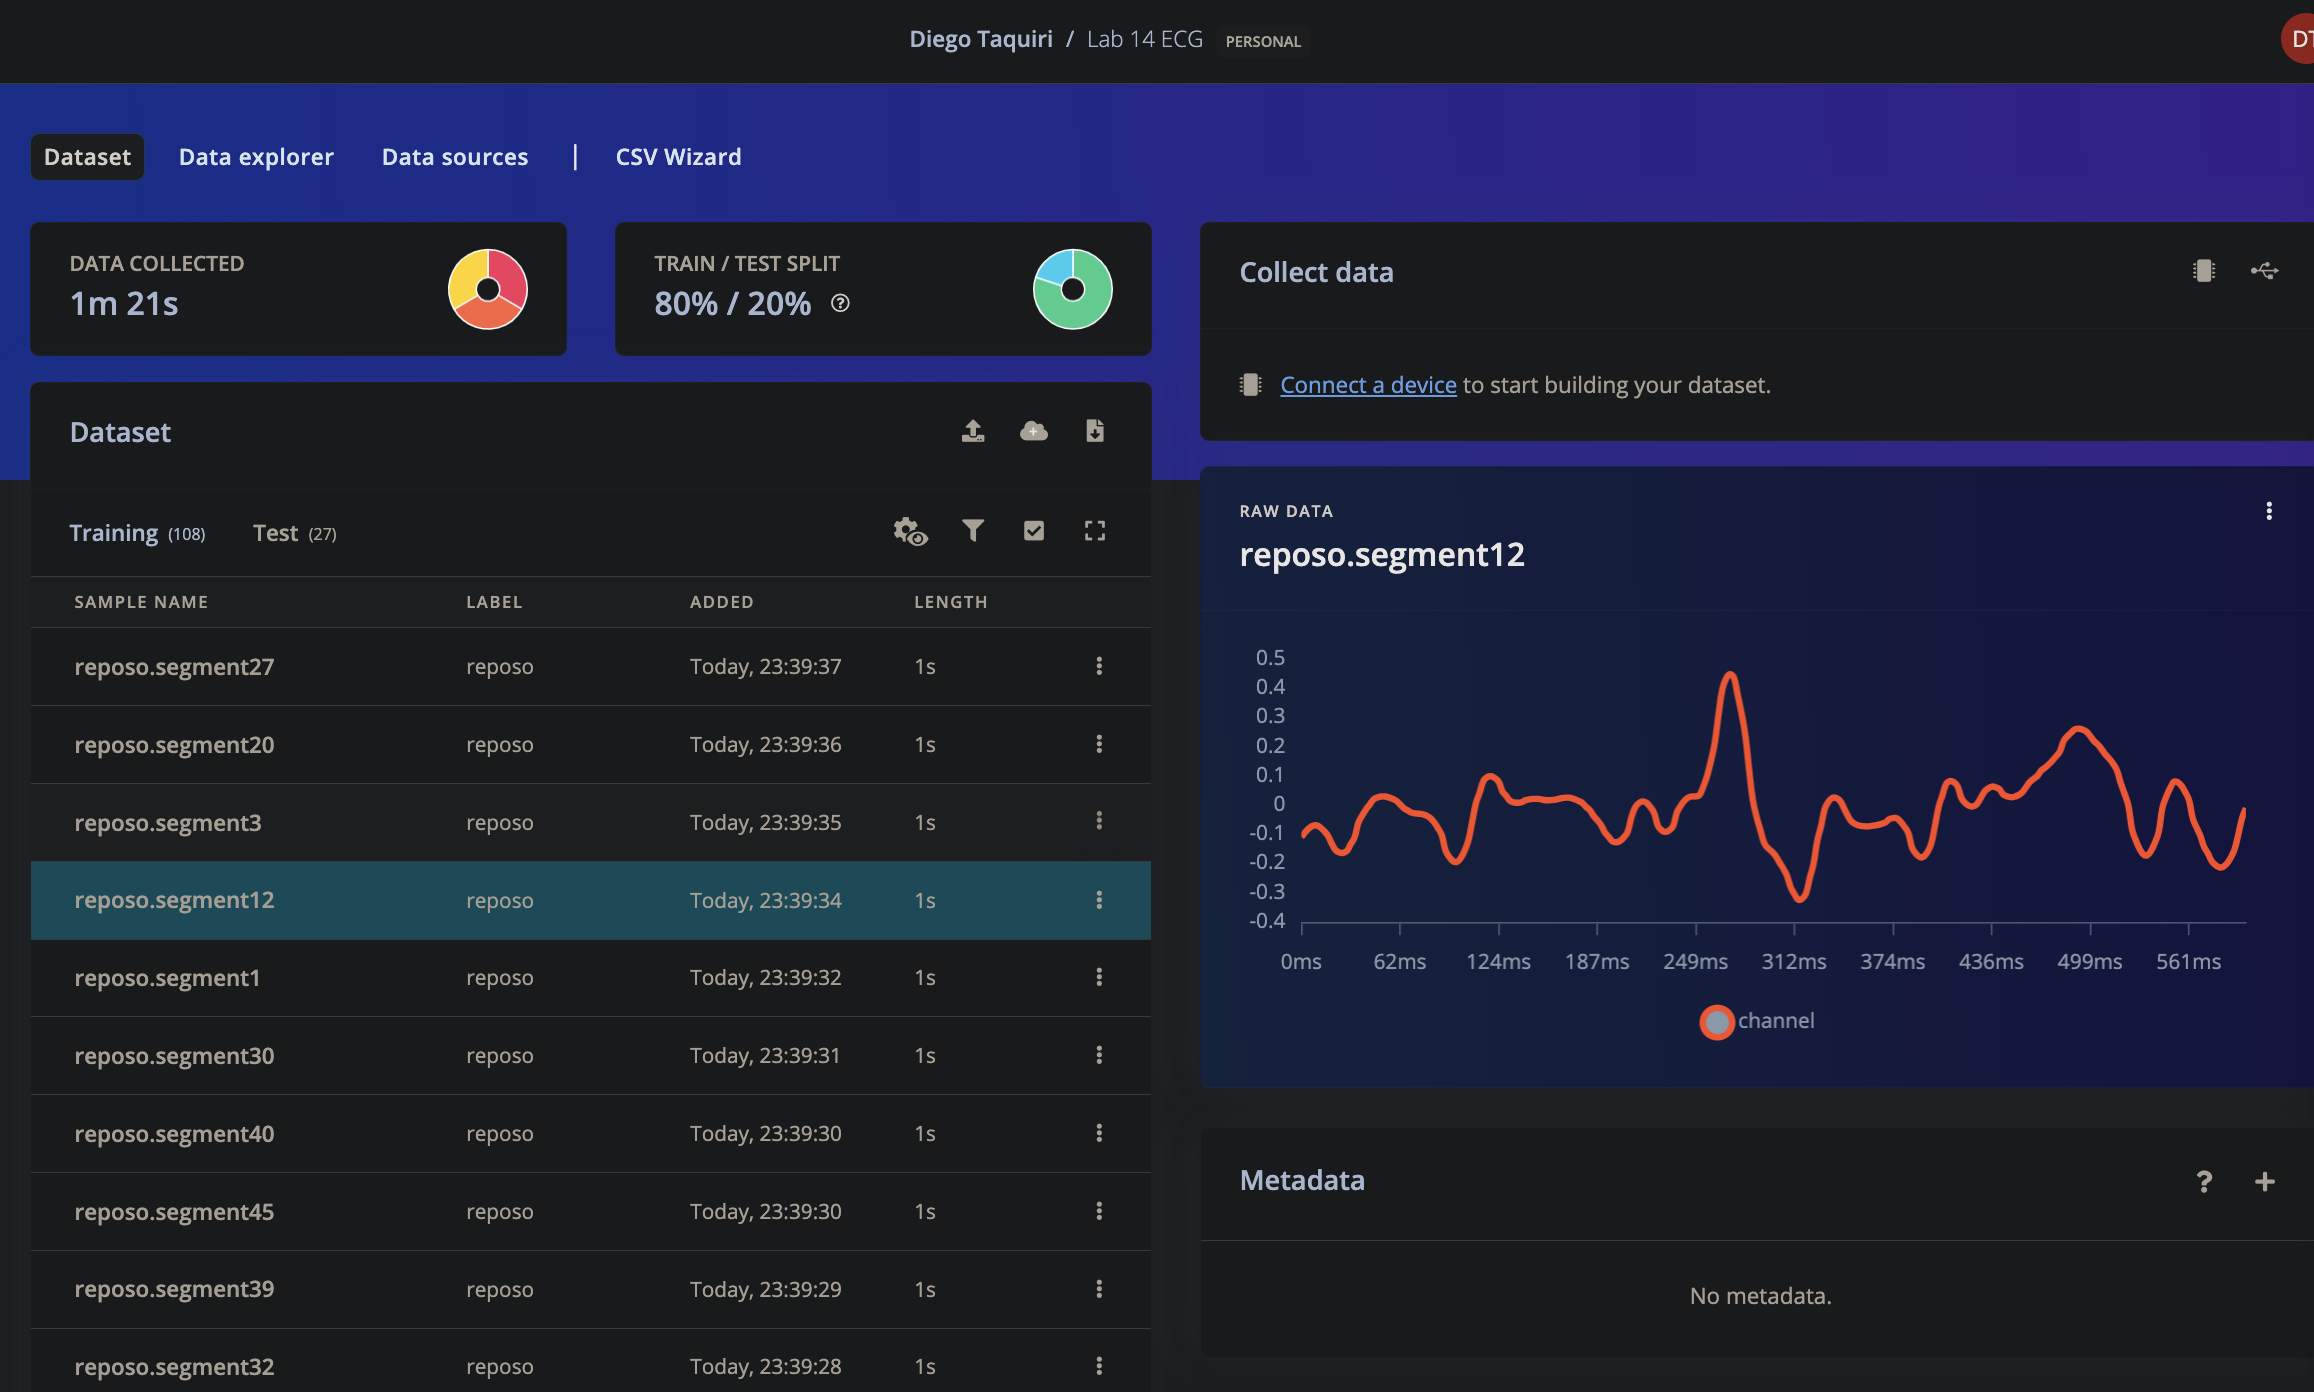 Diego Taquiri / Lab 14 ECG PERSONAL
Dataset Data explorer Data sources | CSV Wizard
DATA COLLECTED
1m 21s
TRAIN / TEST SPLIT
80% / 20%
Collect data
Connect a device to start building your dataset.
Dataset
Training (108) Test (27)
SAMPLE NAME LABEL ADDED LENGTH
reposo.segment27 reposo Today, 23:39:37 1s
reposo.segment20 reposo Today, 23:39:36 1s
reposo.segment3 reposo Today, 23:39:35 1s
reposo.segment12 reposo Today, 23:39:34 1s
reposo.segment1 reposo Today, 23:39:32 1s
reposo.segment30 reposo Today, 23:39:31 1s
reposo.segment40 reposo Today, 23:39:30 1s
reposo.segment45 reposo Today, 23:39:30 1s
reposo.segment39 reposo Today, 23:39:29 1s
reposo.segment32 reposo Today, 23:39:28 1s
RAW DATA
reposo.segment12
0.5
0.4
0.3
0.2
0.1
0
-0.1
-0.2
-0.3
-0.4
0ms 62ms 124ms 187ms 249ms 312ms 374ms 436ms 499ms 561ms
channel
Metadata
No metadata.